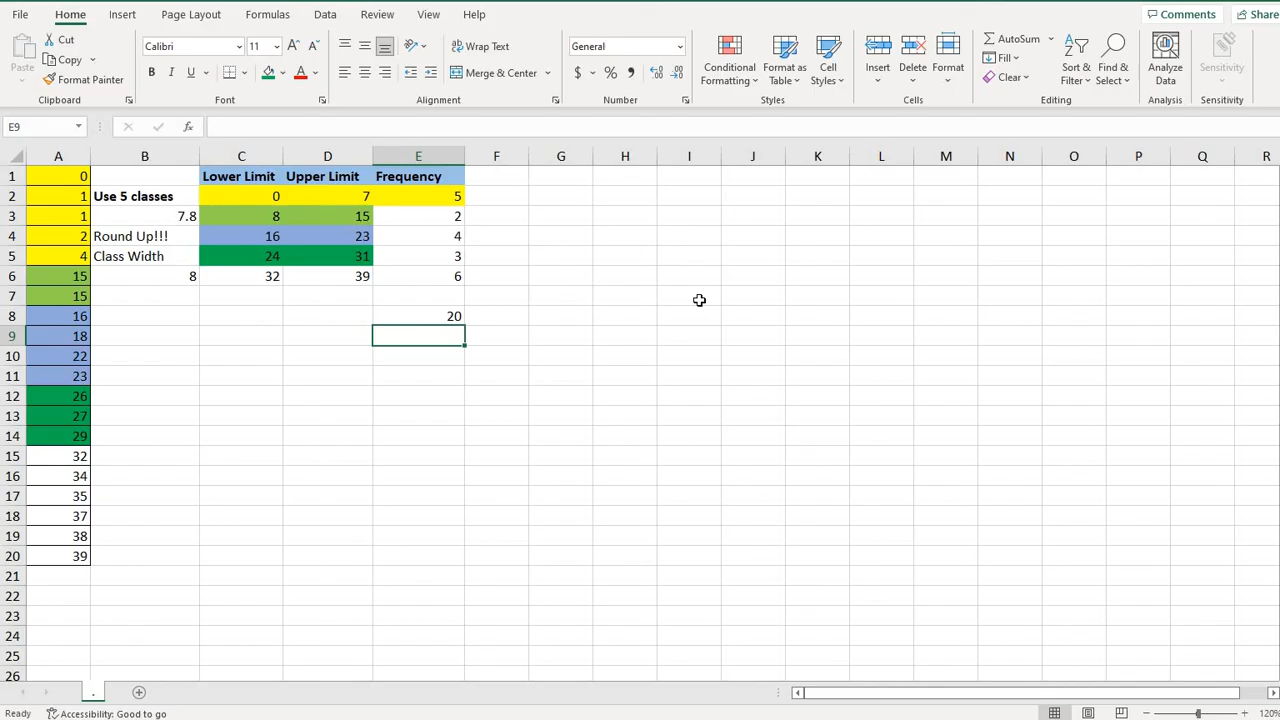 File Home Insert Page Layout Formulas Data Review View Help Comments Share
Paste Cut Copy Format Painter Clipboard
Calibri 11 B I U Font
Wrap Text Merge & Center Alignment
General $ % , Number
Conditional Formatting Format as Table Cell Styles Styles
Insert Delete Format Cells
AutoSum Fill Clear Sort & Filter Find & Select Editing
Analyze Data Analysis
Sensitivity Sensitivity
E9 fx
A B C D E F G H I J K L M N O P Q R
1 0 Lower Limit Upper Limit Frequency
2 1 Use 5 classes 0 7 5
3 1 7.8 8 15 2
4 2 Round Up!!! 16 23 4
5 4 Class Width 24 31 3
6 15 8 32 39 6
7 15
8 16 20
9 18
10 22
11 23
12 26
13 27
14 29
15 32
16 34
17 35
18 37
19 38
20 39
21
22
23
24
25
26
.
Ready Accessibility: Good to go 120%